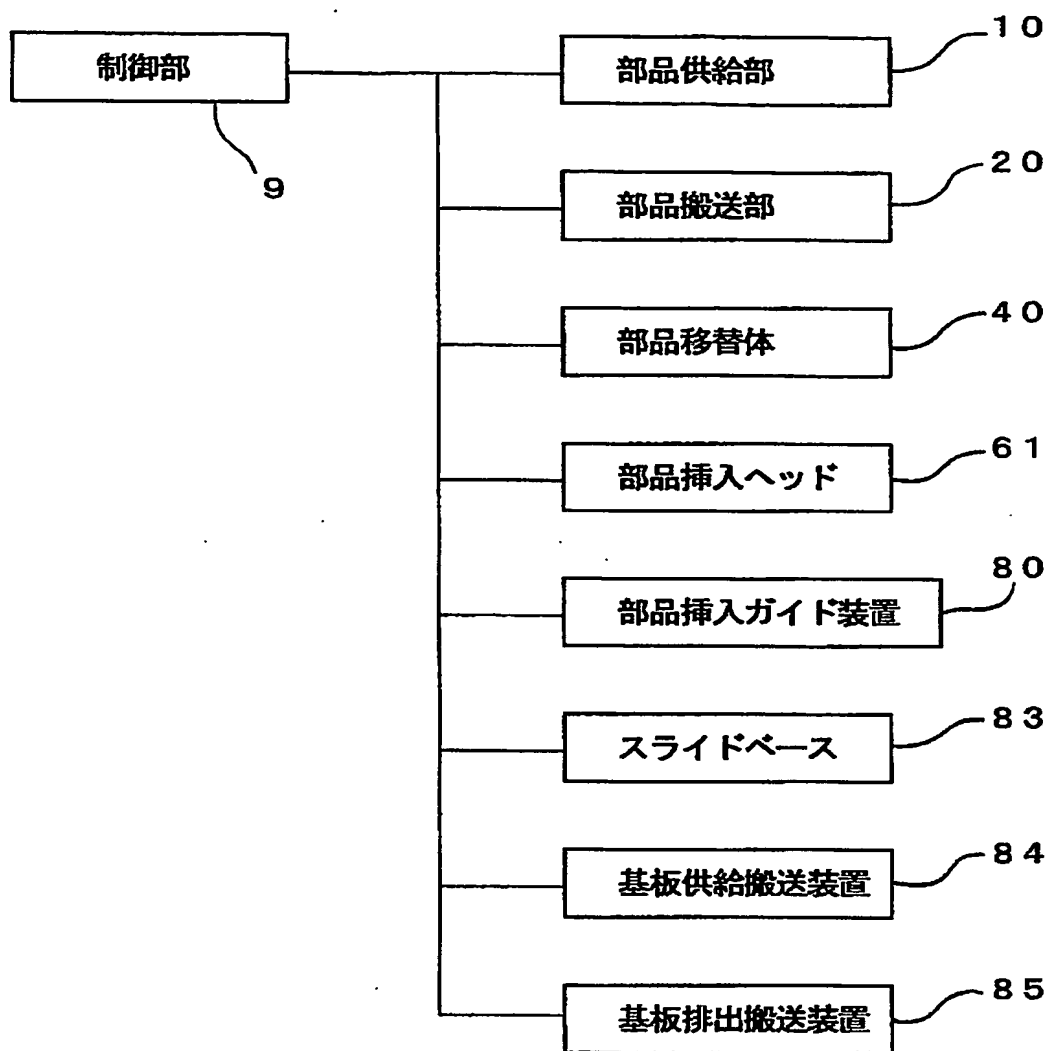 制御部
9
部品供給部
10
部品搬送部
20
部品移替体
40
部品挿入ヘッド
61
部品挿入ガイド装置
80
スライドベース
83
基板供給搬送装置
84
基板排出搬送装置
85